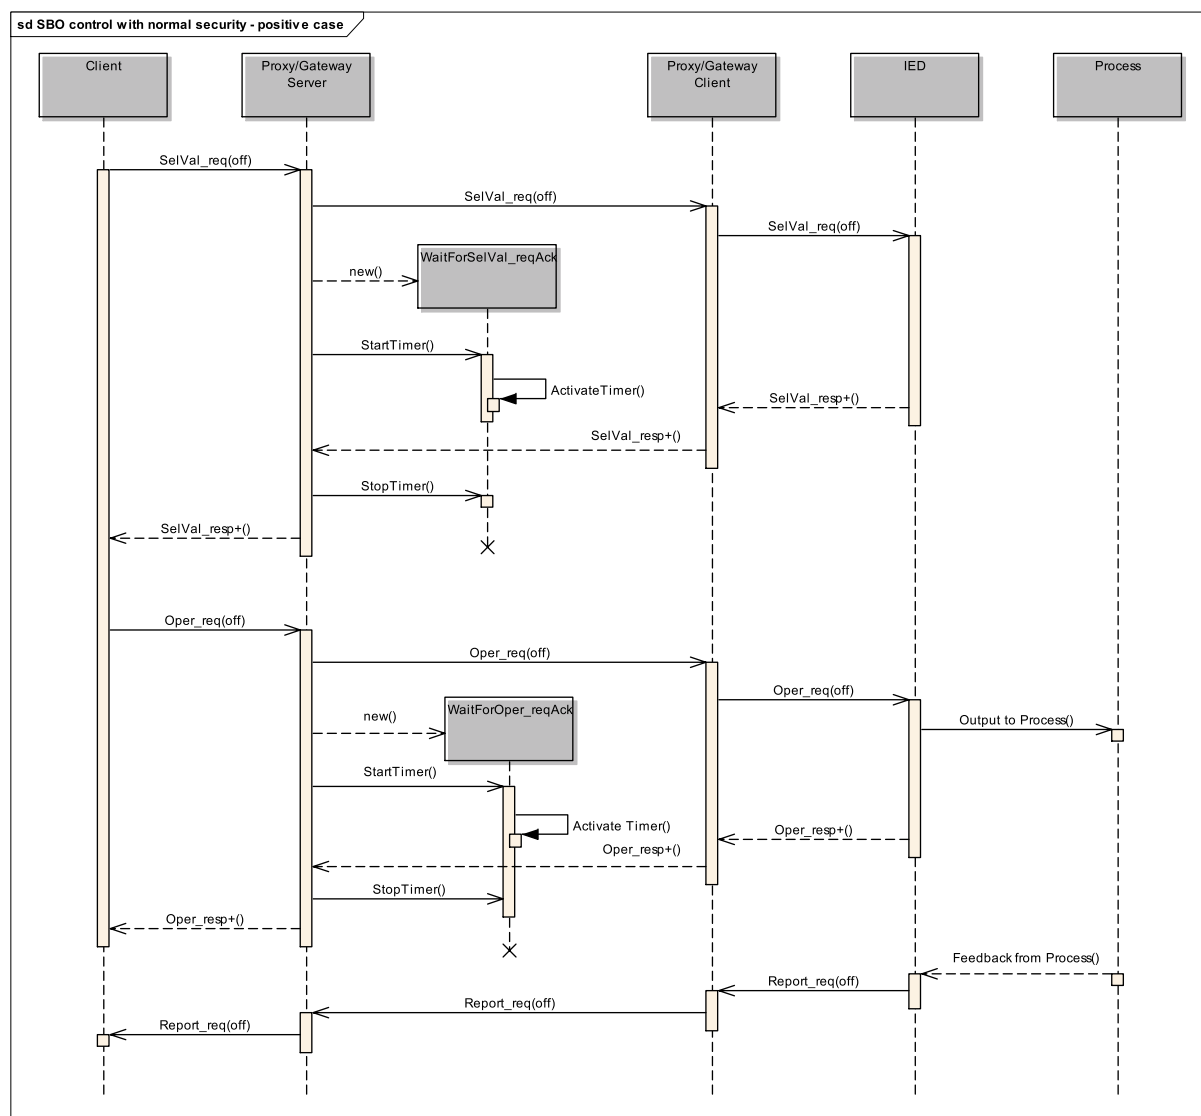 sd SBO control with normal security - positive case
Client
Proxy/Gateway
Server
Proxy/Gateway
Client
IED
Process
SelVal_req(off)
SelVal_req(off)
SelVal_req(off)
WaitForSelVal_reqAck
new()
StartTimer()
ActivateTimer()
SelVal_resp+()
SelVal_resp+()
StopTimer()
SelVal_resp+()
Oper_req(off)
Oper_req(off)
Oper_req(off)
WaitForOper_reqAck
new()
Output to Process()
StartTimer()
Activate Timer()
Oper_resp+()
Oper_resp+()
StopTimer()
Oper_resp+()
Feedback from Process()
Report_req(off)
Report_req(off)
Report_req(off)